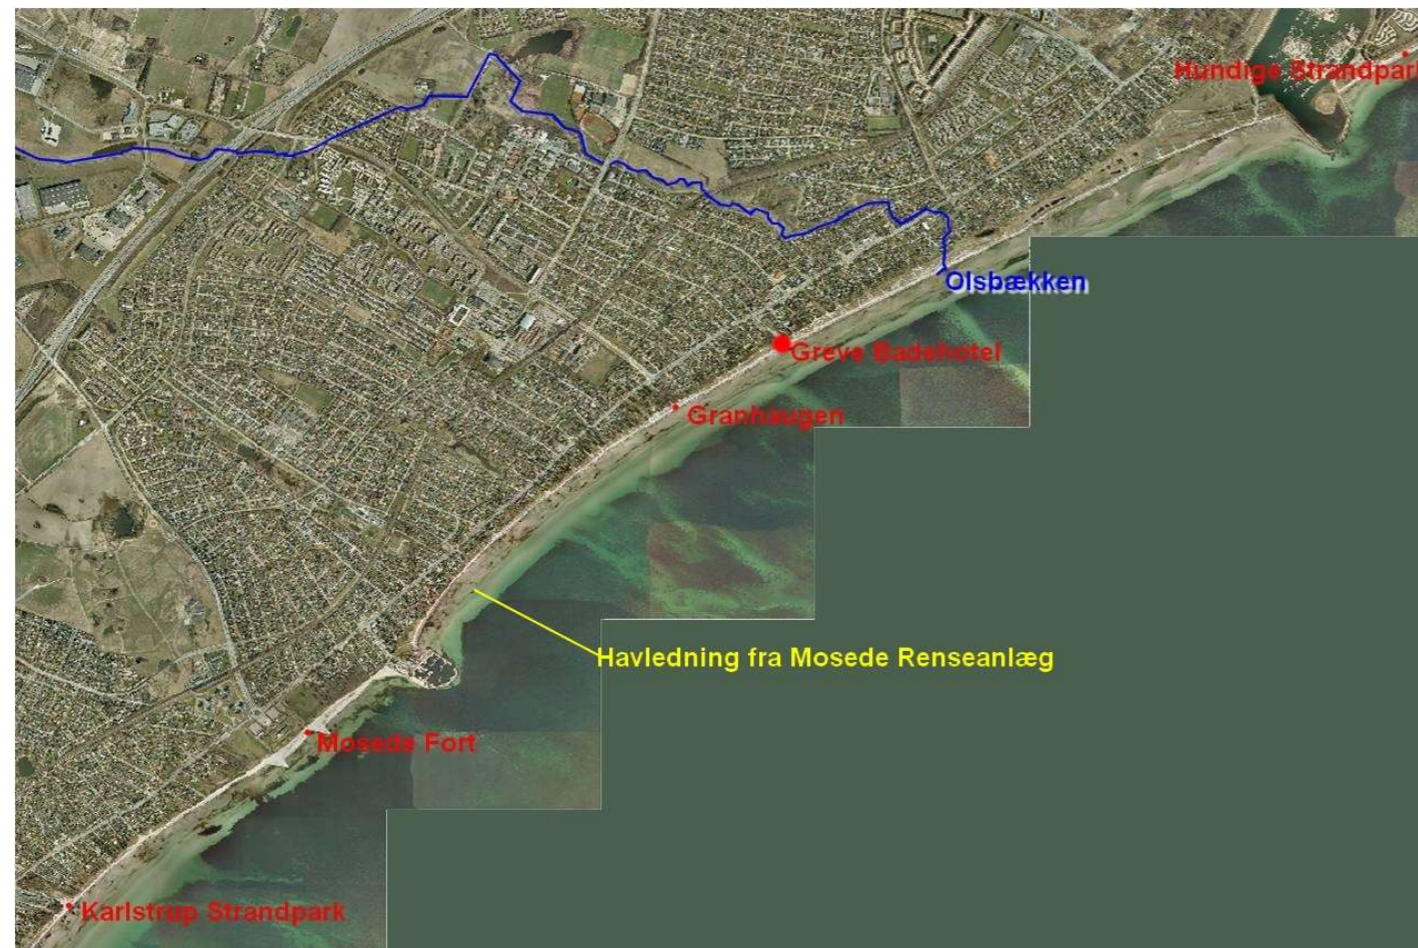 Hundige Strandpark
Olsbækken
Greve Badehotel
Granhaugen
Havledning fra Mosede Renseanlæg
Mosede Fort
Karlstrup Strandpark